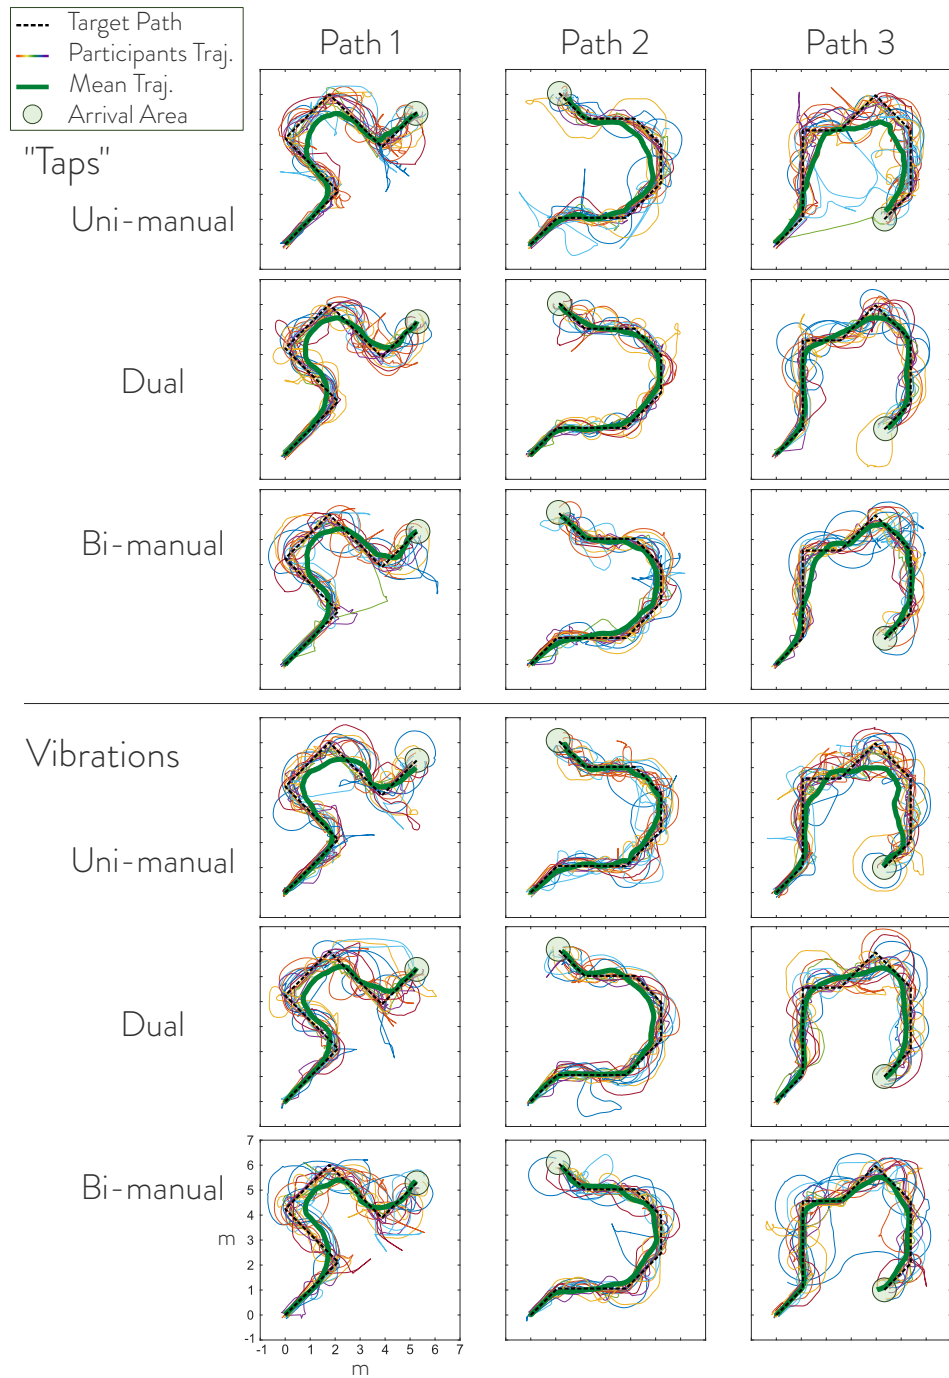 Target Path
Participants Traj.
Mean Traj.
Arrival Area
Path 1 Path 2 Path 3
"Taps"
Uni-manual
Dual
Bi-manual
Vibrations
Uni-manual
Dual
Bi-manual
7
6
5
4
3
2
1
0
-1
m
-1 0 1 2 3 4 5 6 7
m